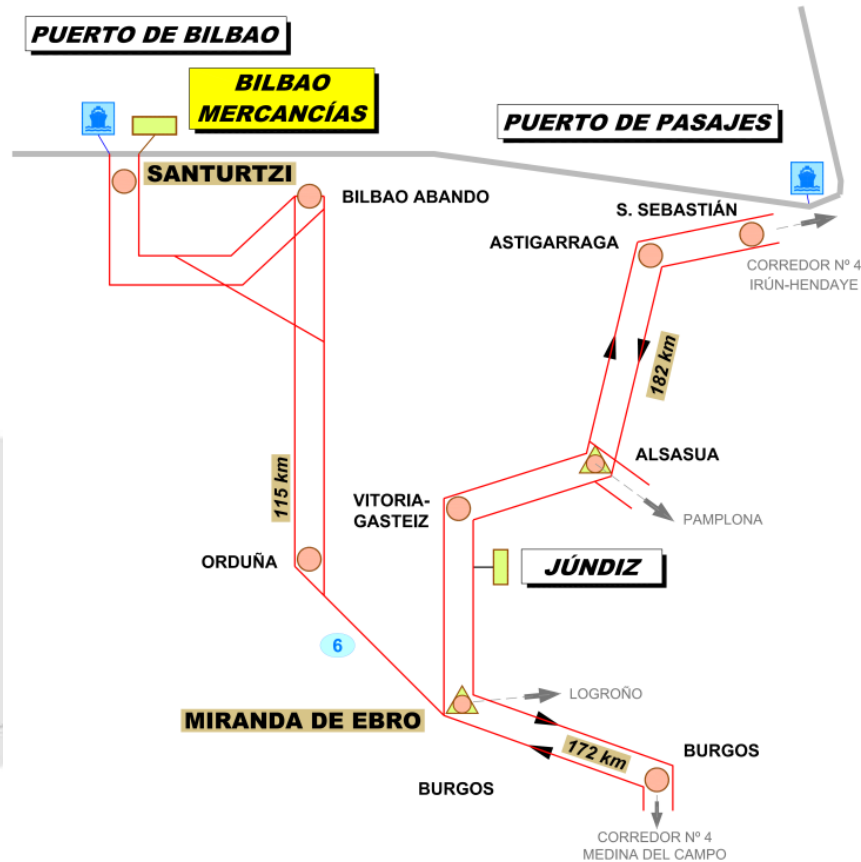 PUERTO DE BILBAO
BILBAO
MERCANCÍAS
PUERTO DE PASAJES
SANTURTZI
BILBAO ABANDO
S. SEBASTIÁN
ASTIGARRAGA
CORREDOR Nº 4
IRÚN-HENDAYE
182 km
ALSASUA
115 km
VITORIA-
GASTEIZ
PAMPLONA
ORDUÑA
JÚNDIZ
6
LOGROÑO
MIRANDA DE EBRO
172 km
BURGOS
BURGOS
CORREDOR Nº 4
MEDINA DEL CAMPO